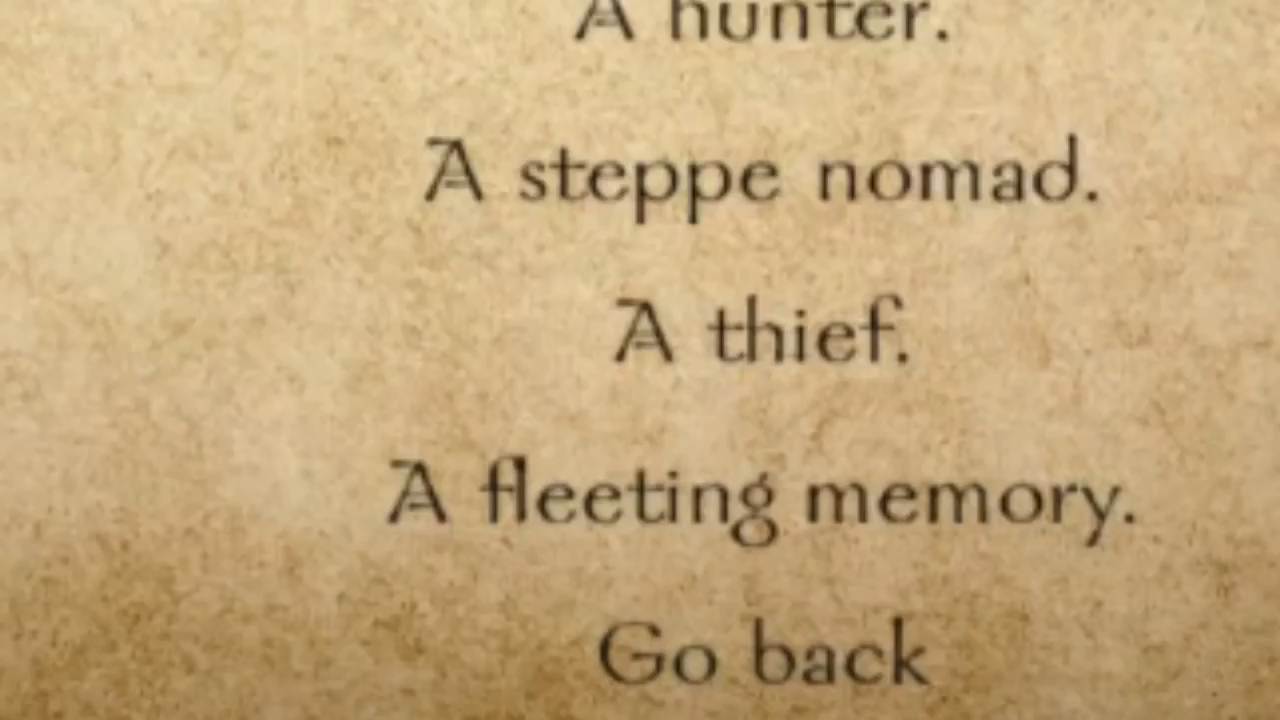 A hunter.
A steppe nomad.
A thief.
A fleeting memory.
Go back